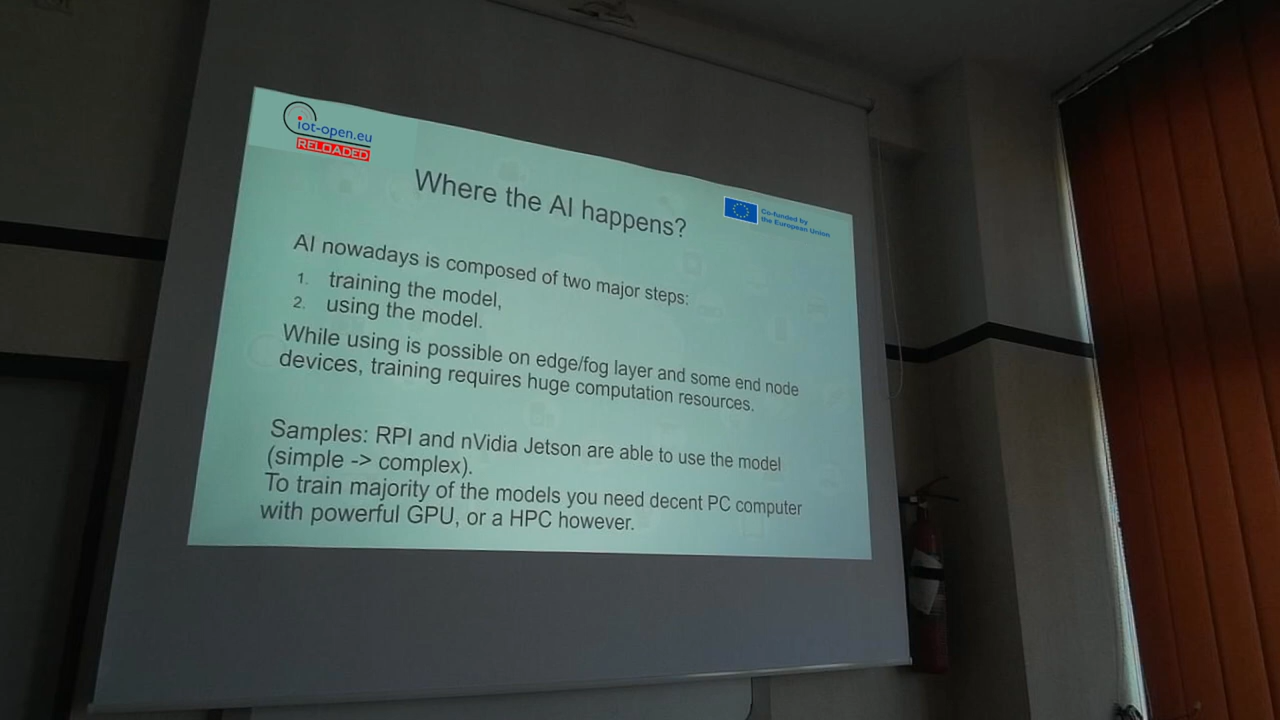 iot-open.eu
RELOADED
Where the AI happens?
Co-funded by
the European Union
AI nowadays is composed of two major steps:
1. training the model,
2. using the model.
While using is possible on edge/fog layer and some end node
devices, training requires huge computation resources.
Samples: RPI and nVidia Jetson are able to use the model
(simple -> complex).
To train majority of the models you need decent PC computer
with powerful GPU, or a HPC however.